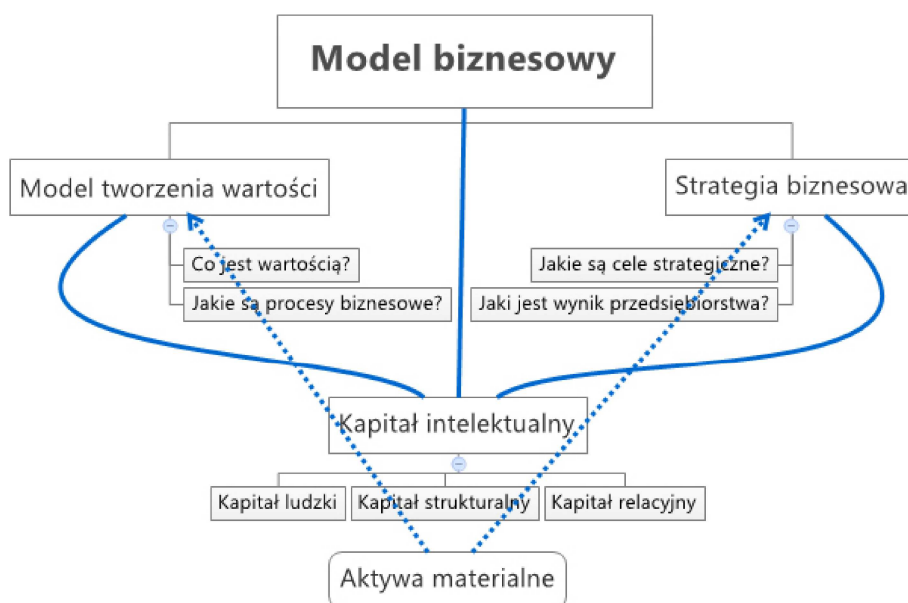 Model biznesowy
Model tworzenia wartości
Strategia biznesowa
Co jest wartością?
Jakie są cele strategiczne?
Jakie są procesy biznesowe?
Jaki jest wynik przedsiębiorstwa?
Kapitał intelektualny
Kapitał ludzki
Kapitał strukturalny
Kapitał relacyjny
Aktywa materialne